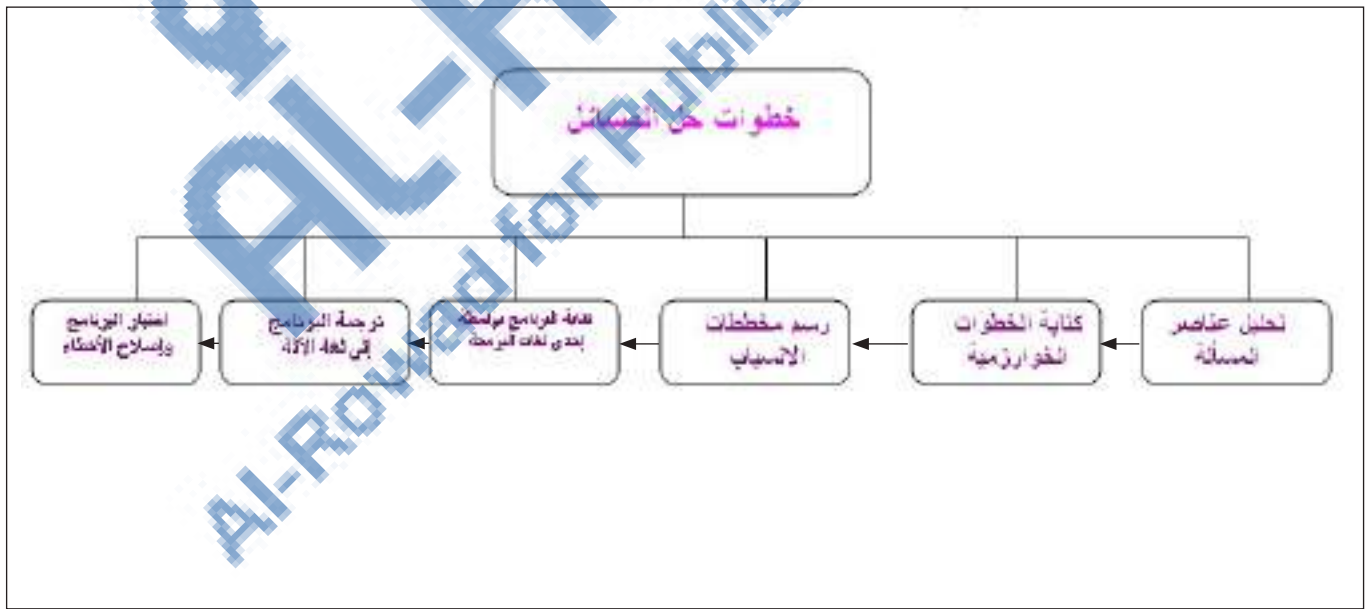 خطوات حل المسائل
تحليل عناصر
المسألة
كتابة الخطوات
الخوارزمية
رسم مخططات
الانسياب
كتابة البرنامج بواسطة
إحدى لغات البرمجة
ترجمة البرنامج
إلى لغة الآلة
اختبار البرنامج
وإصلاح الأخطاء
Al-Rowad for Publis